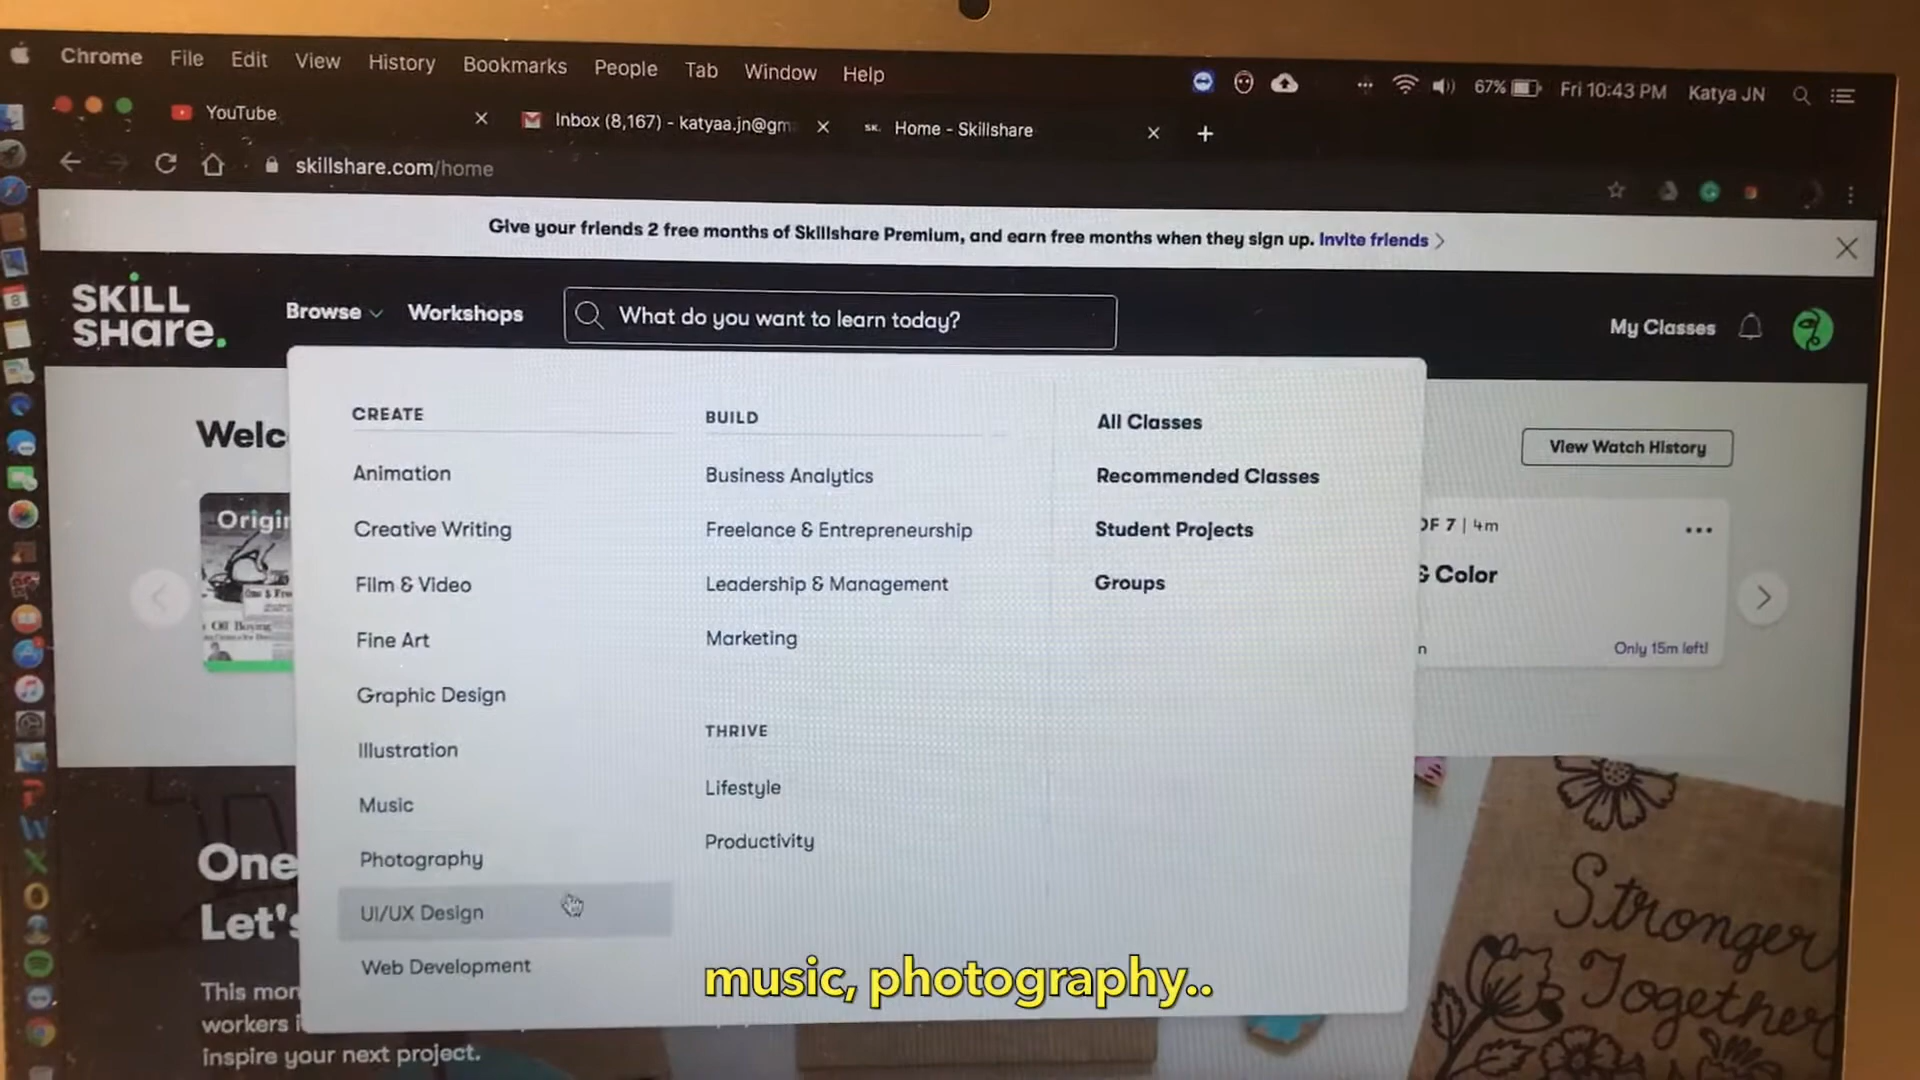 Chrome File Edit View History Bookmarks People Tab Window Help
67% Fri 10:43 PM Katya JN
YouTube
Inbox (8,167) - katyaa.jn@gm
SK. Home - Skillshare
skillshare.com/home
Give your friends 2 free months of Skillshare Premium, and earn free months when they sign up. Invite friends
SKILL
SHARE.
Browse
Workshops
What do you want to learn today?
My Classes
Welc
View Watch History
CREATE
Animation
Creative Writing
Film & Video
Fine Art
Graphic Design
Illustration
Music
Photography
UI/UX Design
Web Development
BUILD
Business Analytics
Freelance & Entrepreneurship
Leadership & Management
Marketing
THRIVE
Lifestyle
Productivity
All Classes
Recommended Classes
Student Projects
Groups
Origin
OF 7 | 4m
& Color
n
Only 15m left!
One
Let's
This mon
workers i
inspire your next project.
Stronger
Together
music, photography..